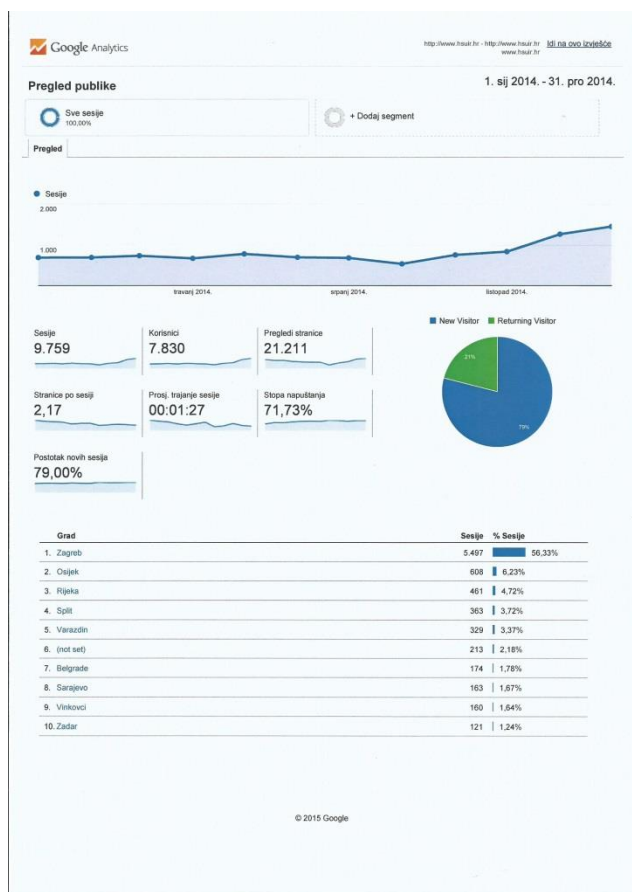 Google Analytics
http://www.hsuir.hr - http://www.hsuir.hr
www.hsuir.hr
Idi na ovo izvješće
Pregled publike
1. sij 2014. - 31. pro 2014.
Sve sesije
100,00%
+ Dodaj segment
Pregled
Sesije
2.000
1.000
travanj 2014.
srpanj 2014.
listopad 2014.
Sesije
9.759
Korisnici
7.830
Pregledi stranice
21.211
Stranice po sesiji
2,17
Prosj. trajanje sesije
00:01:27
Stopa napuštanja
71,73%
Postotak novih sesija
79,00%
New Visitor Returning Visitor
21%
79%
Grad Sesije % Sesije
1. Zagreb 5.497 56,33%
2. Osijek 608 6,23%
3. Rijeka 461 4,72%
4. Split 363 3,72%
5. Varazdin 329 3,37%
6. (not set) 213 2,18%
7. Belgrade 174 1,78%
8. Sarajevo 163 1,67%
9. Vinkovci 160 1,64%
10. Zadar 121 1,24%
© 2015 Google